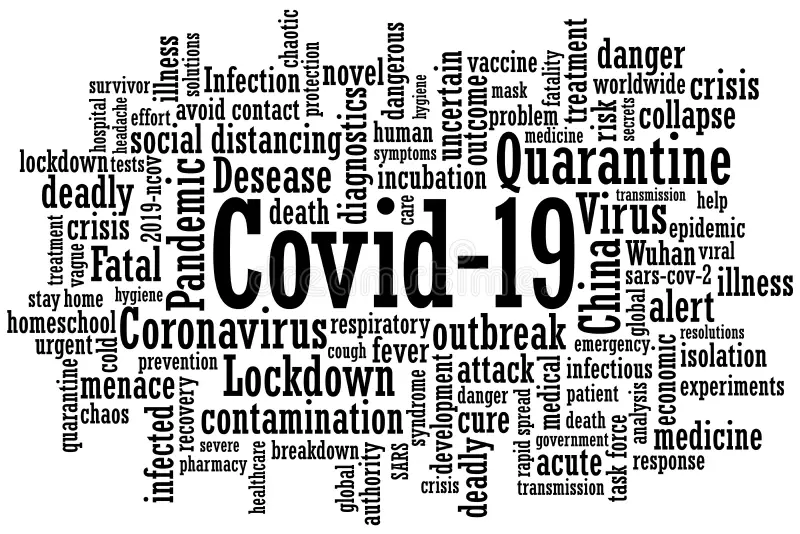 chaotic
illness
solutions
protection
dangerous
hygiene
Infection
novel
survivor
hospital
headache
effort
avoid contact
social distancing
diagnostics
human
symptoms
incubation
care
uncertain
outcome
vaccine
mask
problem
medicine
fatality
treatment
danger
worldwide
crisis
risk
secrets
collapse
Quarantine
lockdown
tests
2019-ncov
Pandemic
Desease
death
deadly
crisis
treatment
vague
Fatal
Covid-19
Virus
transmission
help
epidemic
China
Wuhan
viral
sars-cov-2
illness
global
alert
stay home
hygiene
homeschool
urgent
cold
Coronavirus
respiratory
cough
fever
outbreak
emergency
resolutions
isolation
economic
experiments
prevention
Lockdown
quarantine
menace
chaos
recovery
infected
contamination
syndrome
development
attack
danger
cure
rapid spread
medical
infectious
patient
death
government
analysis
task force
medicine
response
severe
pharmacy
healthcare
breakdown
global
authority
SARS
crisis
deadly
acute
transmission